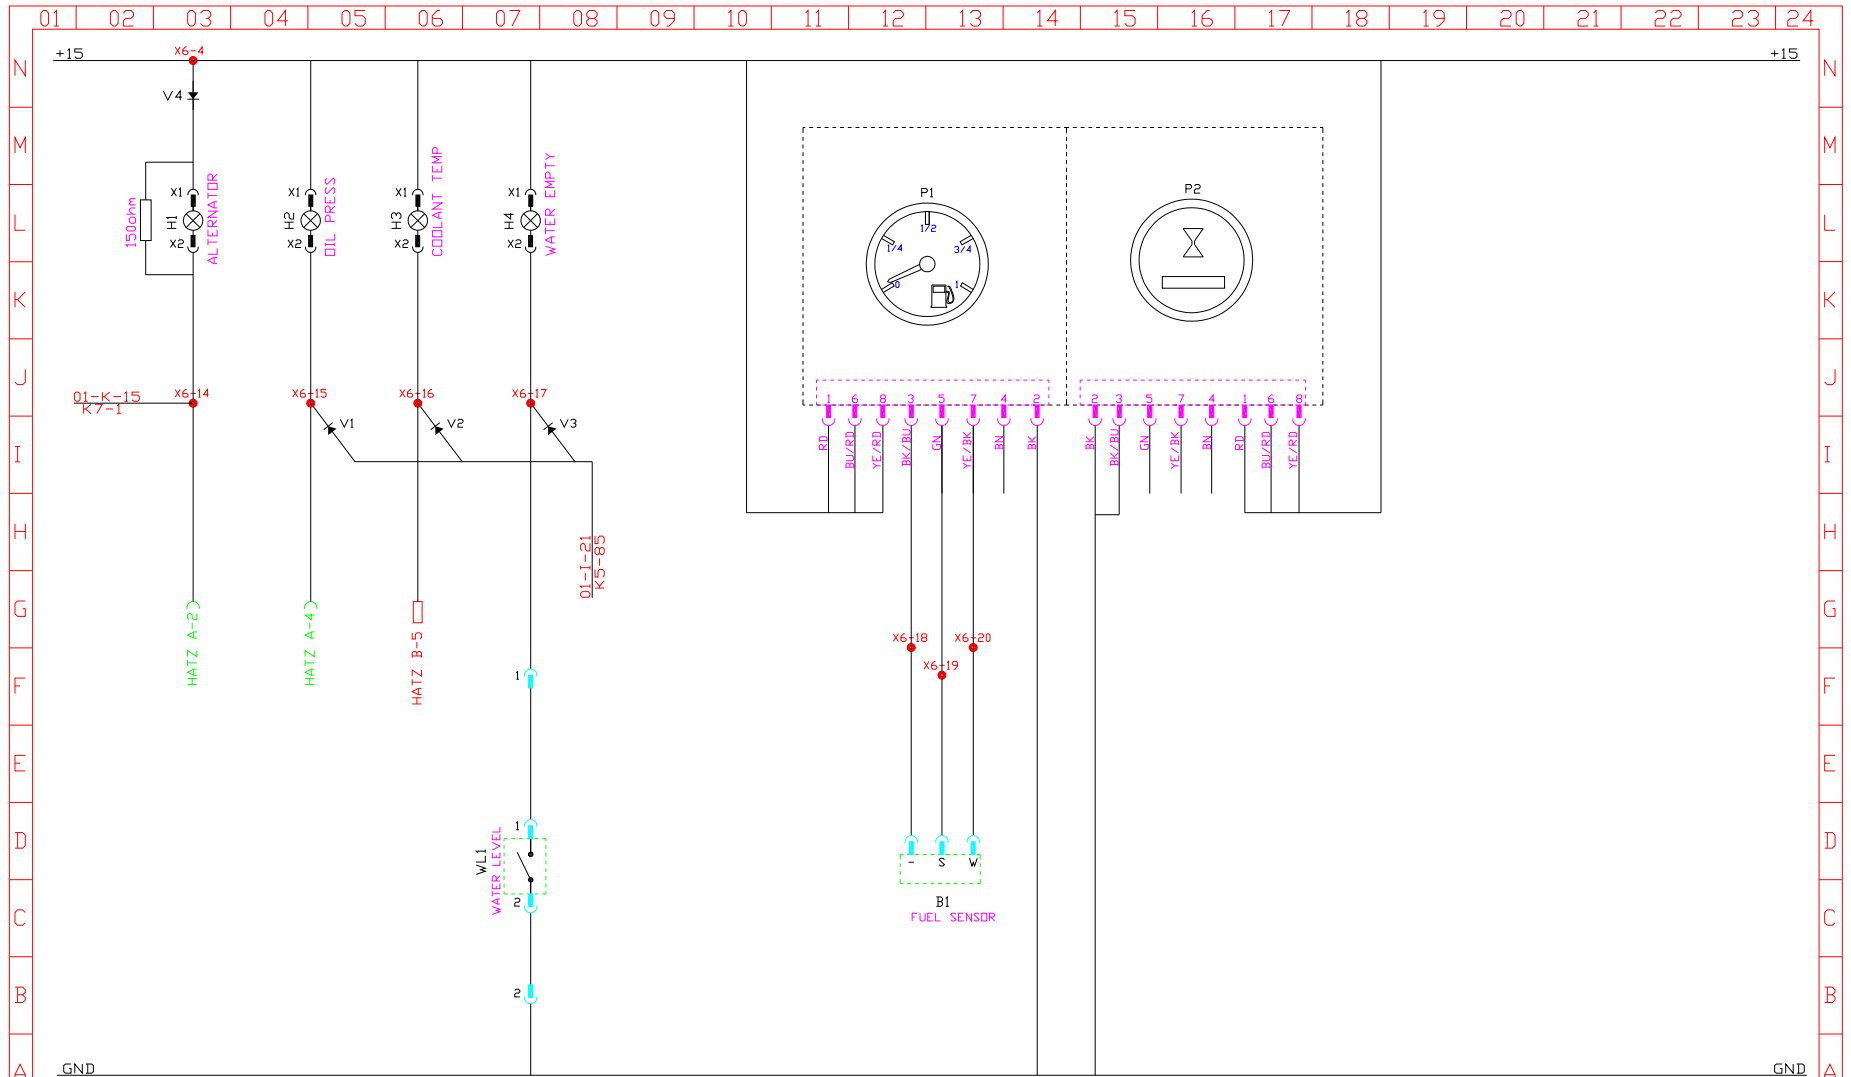 01 02 03 04 05 06 07 08 09 10 11 12 13 14 15 16 17 18 19 20 21 22 23 24
+15 X6-4 +15
N N
V4
M M
X1 X1 X1 X1
150ohm H1 ALTERNATOR H2 OIL PRESS H3 COOLANT TEMP H4 WATER EMPTY
X2 X2 X2 X2
P1 P2
L L
1/2
1/4 3/4
0 1
K K
J J
01-K-15 X6-14 X6-15 X6-16 X6-17
K7-1
1 6 8 3 5 7 4 2 2 3 5 7 4 1 6 8
V1 V2 V3
RD BU/RD YE/RD BK/BU GN YE/BK BN BK BK BK/BU GN YE/BK BN RD BU/RD YE/RD
I I
H H
01-I-21
K5-85
G G
HATZ A-2 HATZ A-4 HATZ B-5
X6-18 X6-20
X6-19
1
F F
E E
1
D D
WL1
WATER LEVEL
- S W
2
B1
FUEL SENSOR
C C
2
B B
GND GND
A A